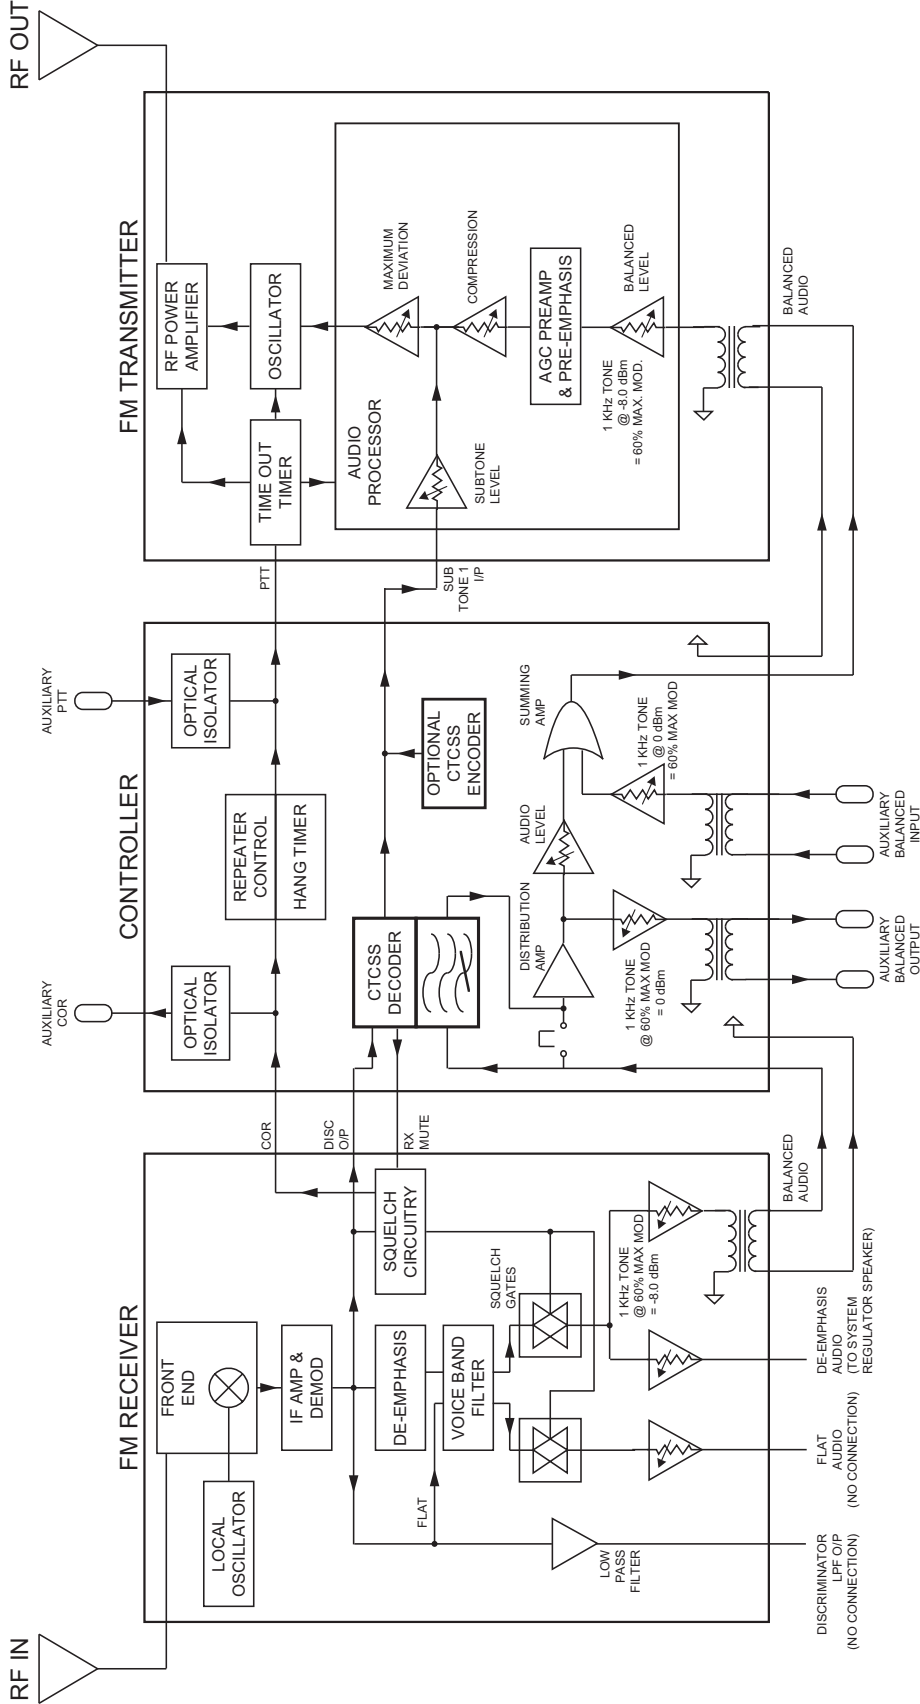 RF IN
RF OUT
FM RECEIVER
FRONT
END
LOCAL
OSCILLATOR
IF AMP &
DEMOD
DE-EMPHASIS
VOICE BAND
FILTER
SQUELCH
CIRCUITRY
SQUELCH
GATES
FLAT
LOW
PASS
FILTER
1 KHz TONE
@ 60% MAX MOD
= -8.0 dBm
DISCRIMINATOR
LPF O/P
(NO CONNECTION)
FLAT
AUDIO
(NO CONNECTION)
DE-EMPHASIS
AUDIO
(TO SYSTEM
REGULATOR SPEAKER)
BALANCED
AUDIO
COR
DISC
O/P
RX
MUTE
CONTROLLER
AUXILIARY
COR
AUXILIARY
PTT
OPTICAL
ISOLATOR
OPTICAL
ISOLATOR
REPEATER
CONTROL
HANG TIMER
CTCSS
DECODER
OPTIONAL
CTCSS
ENCODER
DISTRIBUTION
AMP
AUDIO
LEVEL
SUMMING
AMP
1 KHz TONE
@ 60% MAX MOD
= 0 dBm
1 KHz TONE
@ 0 dBm
= 60% MAX MOD
AUXILIARY
BALANCED
OUTPUT
AUXILIARY
BALANCED
INPUT
PTT
SUB
TONE 1
I/P
FM TRANSMITTER
TIME OUT
TIMER
OSCILLATOR
RF POWER
AMPLIFIER
AUDIO
PROCESSOR
SUBTONE
LEVEL
MAXIMUM
DEVIATION
COMPRESSION
AGC PREAMP
& PRE-EMPHASIS
BALANCED
LEVEL
1 KHz TONE
@ -8.0 dBm
= 60% MAX. MOD.
BALANCED
AUDIO